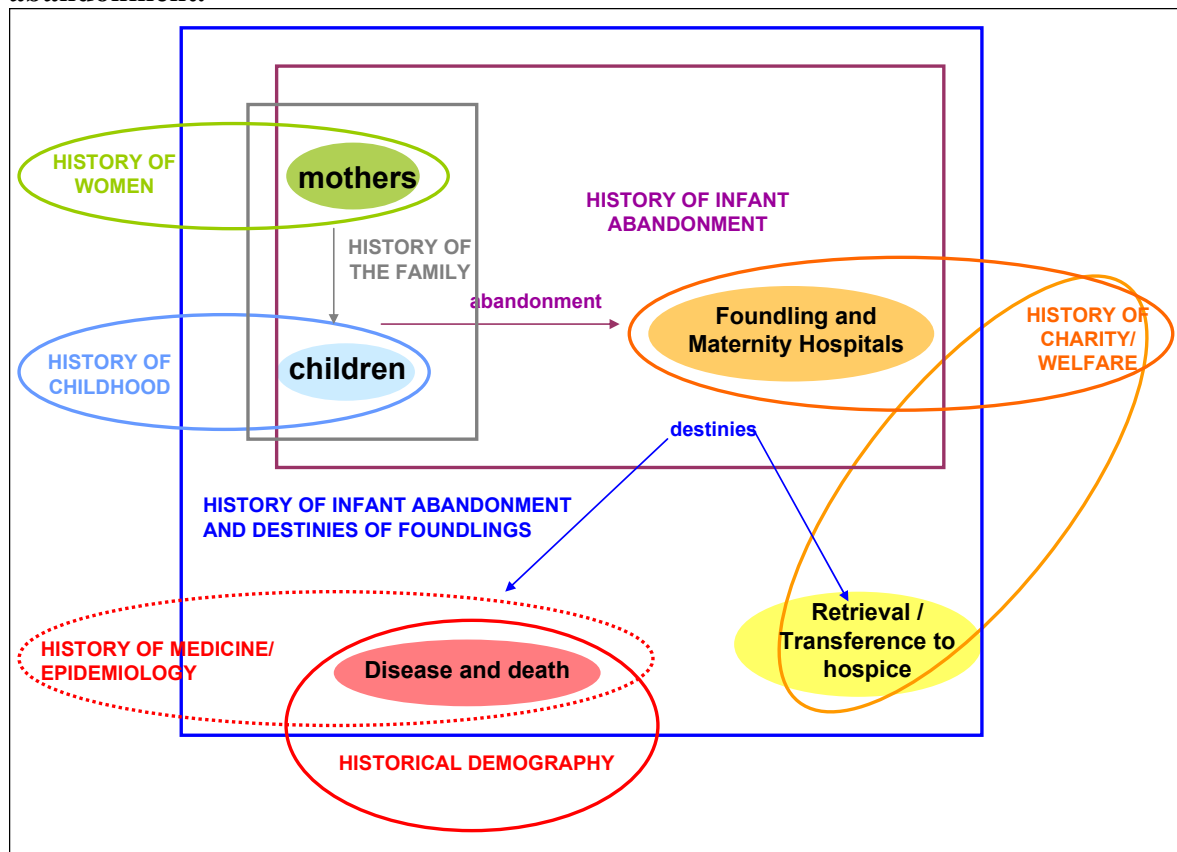 HISTORY OF
WOMEN
mothers
HISTORY OF INFANT
ABANDONMENT
HISTORY OF
THE FAMILY
abandonment
Foundling and
Maternity Hospitals
HISTORY OF
CHARITY/
WELFARE
HISTORY OF
CHILDHOOD
children
destinies
HISTORY OF INFANT ABANDONMENT
AND DESTINIES OF FOUNDLINGS
Retrieval /
Transference to
hospice
HISTORY OF MEDICINE/
EPIDEMIOLOGY
Disease and death
HISTORICAL DEMOGRAPHY